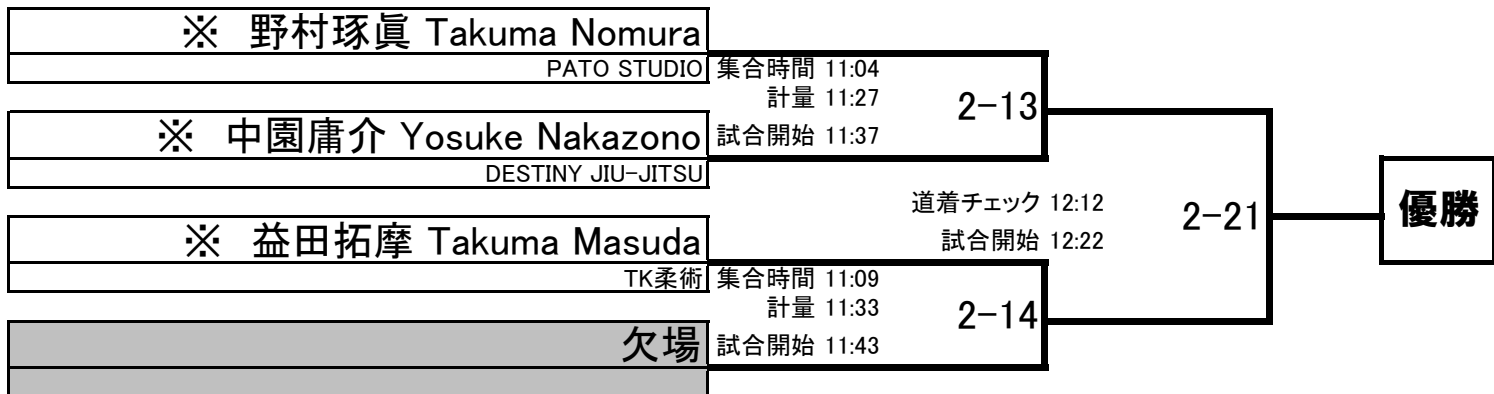 ※ 野村琢眞 Takuma Nomura
PATO STUDIO
集合時間 11:04
計量 11:27
2-13
※ 中園庸介 Yosuke Nakazono
試合開始 11:37
DESTINY JIU-JITSU
道着チェック 12:12
2-21
優勝
試合開始 12:22
※ 益田拓摩 Takuma Masuda
TK柔術
集合時間 11:09
計量 11:33
2-14
欠場
試合開始 11:43